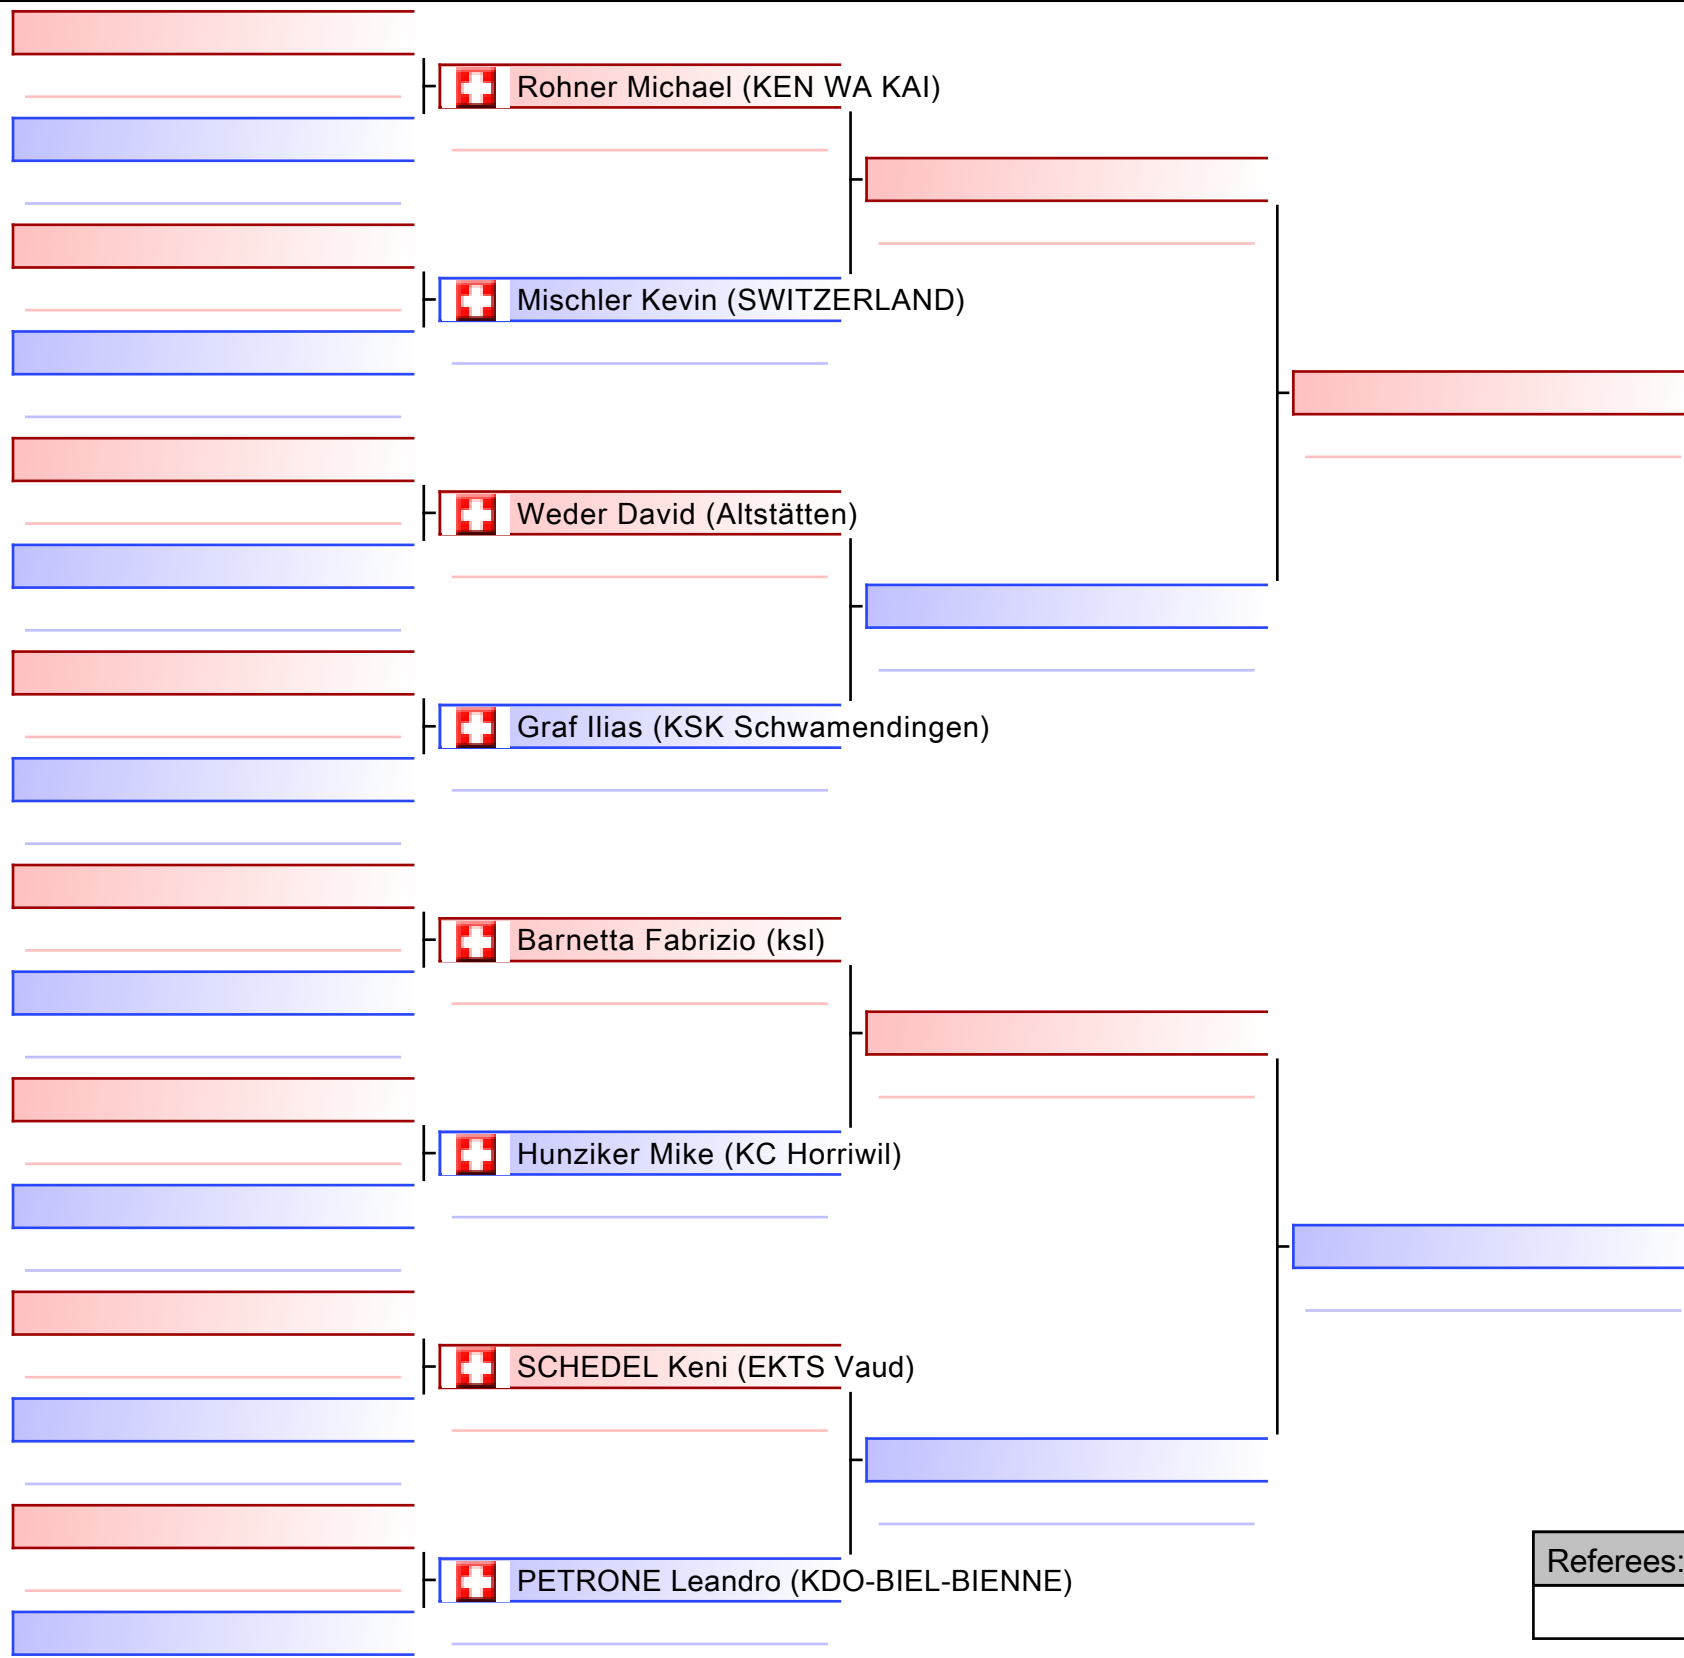 Rohner Michael (KEN WA KAI)
Mischler Kevin (SWITZERLAND)
Weder David (Altstätten)
Graf Ilias (KSK Schwamendingen)
Barnetta Fabrizio (ksl)
Hunziker Mike (KC Horriwil)
SCHEDEL Keni (EKTS Vaud)
PETRONE Leandro (KDO-BIEL-BIENNE)
Referees: